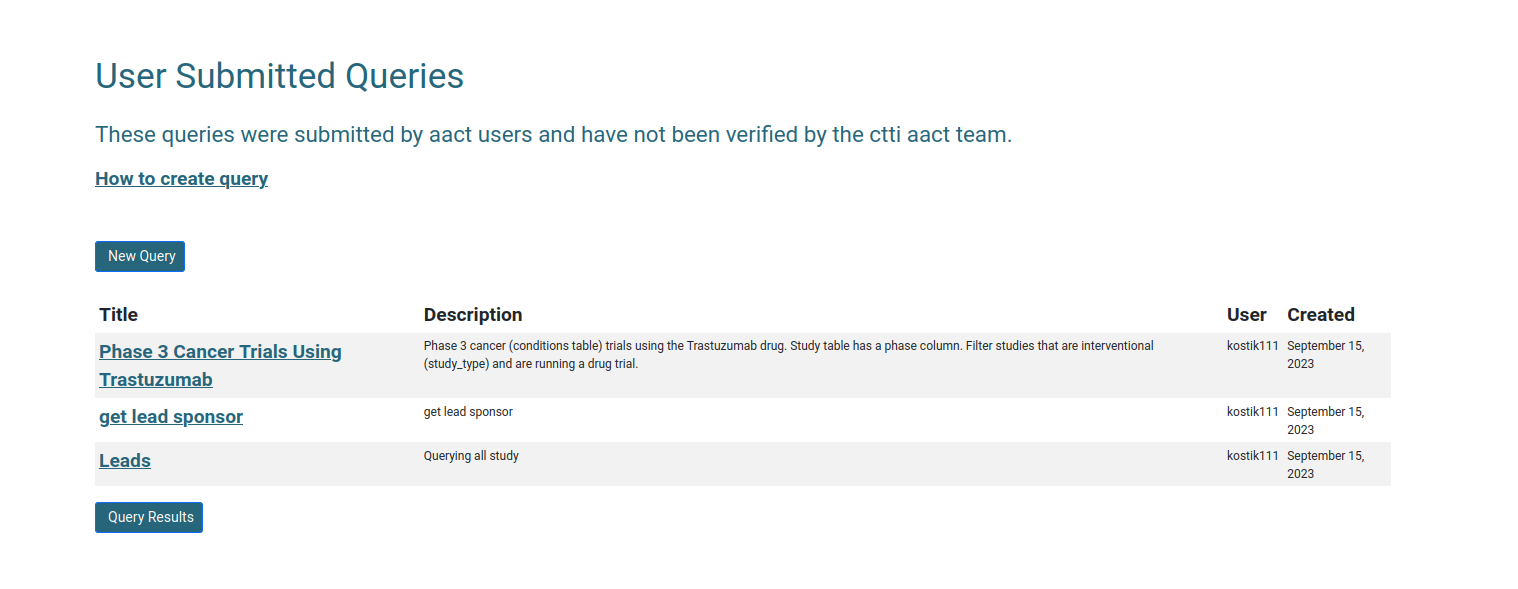 User Submitted Queries
These queries were submitted by aact users and have not been verified by the ctti aact team.
How to create query
New Query
Title Description User Created
Phase 3 Cancer Trials Using
Trastuzumab
Phase 3 cancer (conditions table) trials using the Trastuzumab drug. Study table has a phase column. Filter studies that are interventional
(study_type) and are running a drug trial.
kostik111
September 15,
2023
get lead sponsor
get lead sponsor
kostik111
September 15,
2023
Leads
Querying all study
kostik111
September 15,
2023
Query Results